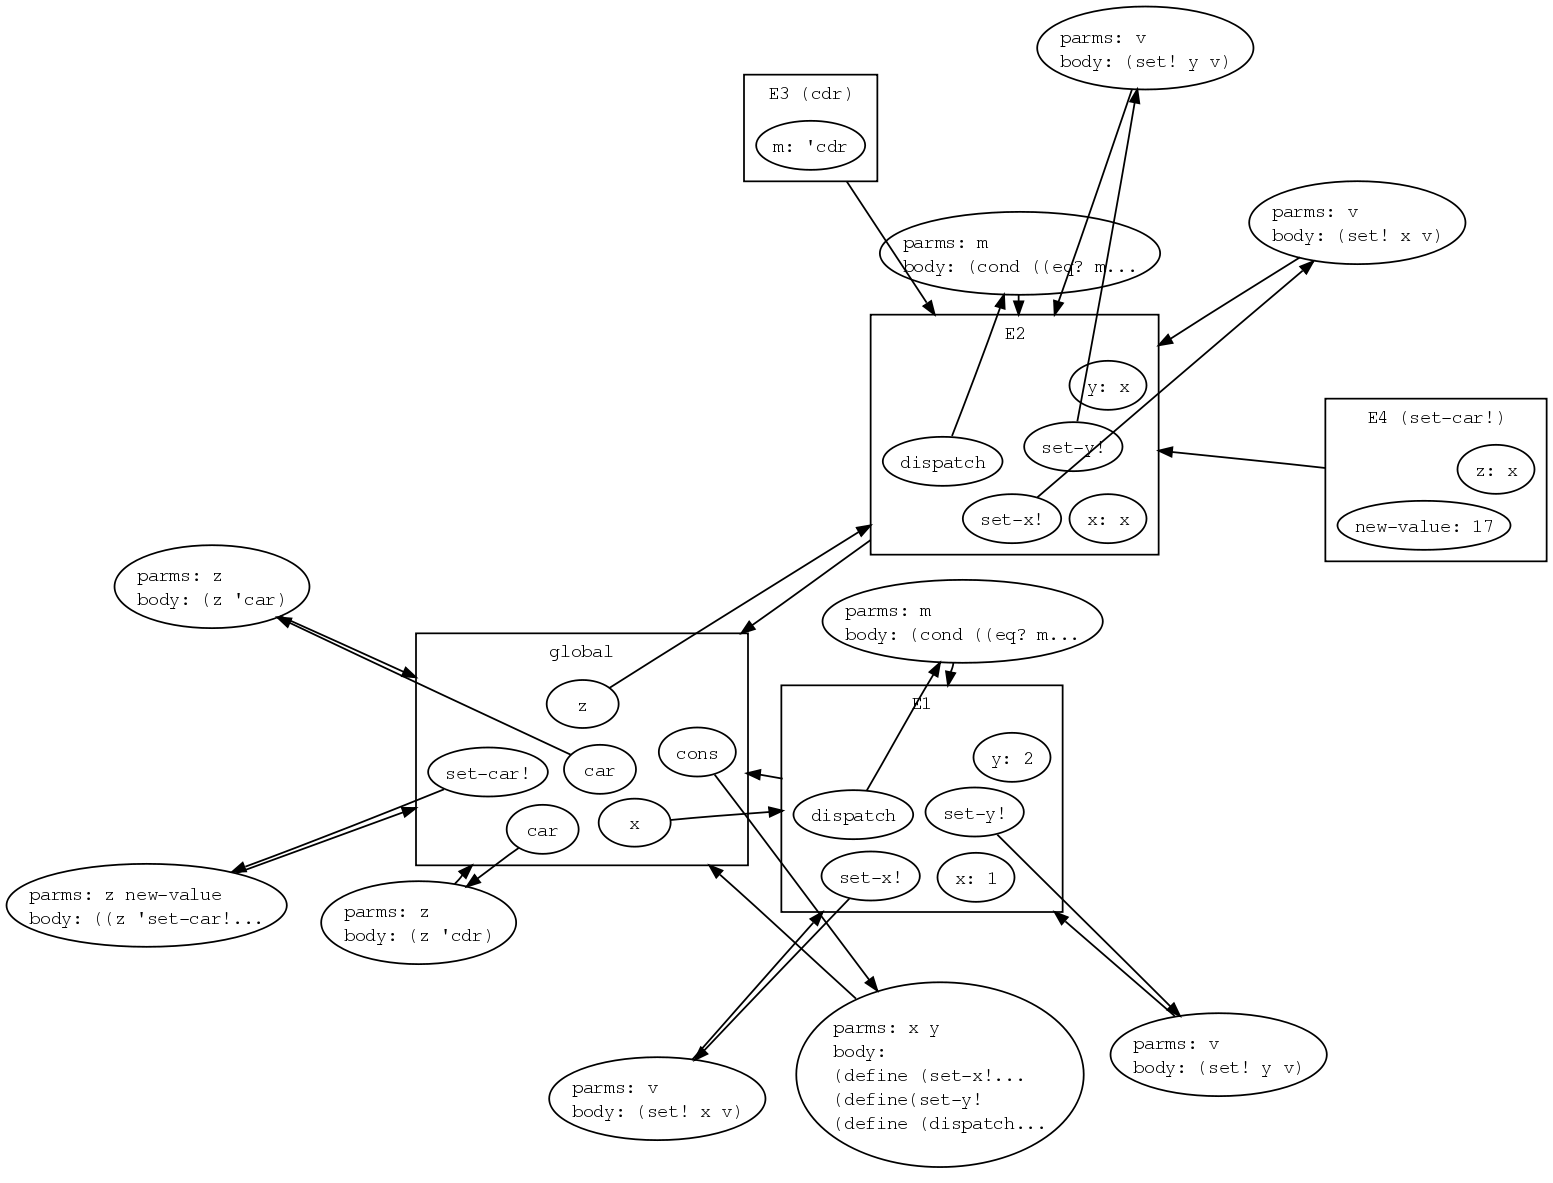 parms: v
body: (set! y v)
E3 (cdr)
m: 'cdr
parms: v
body: (set! x v)
parms: m
body: (cond ((eq? m...
E2
y: x
set-y!
dispatch
set-x!
x: x
E4 (set-car!)
z: x
new-value: 17
parms: z
body: (z 'car)
parms: m
body: (cond ((eq? m...
global
z
cons
car
set-car!
car
x
E1
y: 2
dispatch
set-y!
set-x!
x: 1
parms: z new-value
body: ((z 'set-car!...
parms: z
body: (z 'cdr)
parms: x y
body:
(define (set-x!...
(define(set-y!
(define (dispatch...
parms: v
body: (set! y v)
parms: v
body: (set! x v)